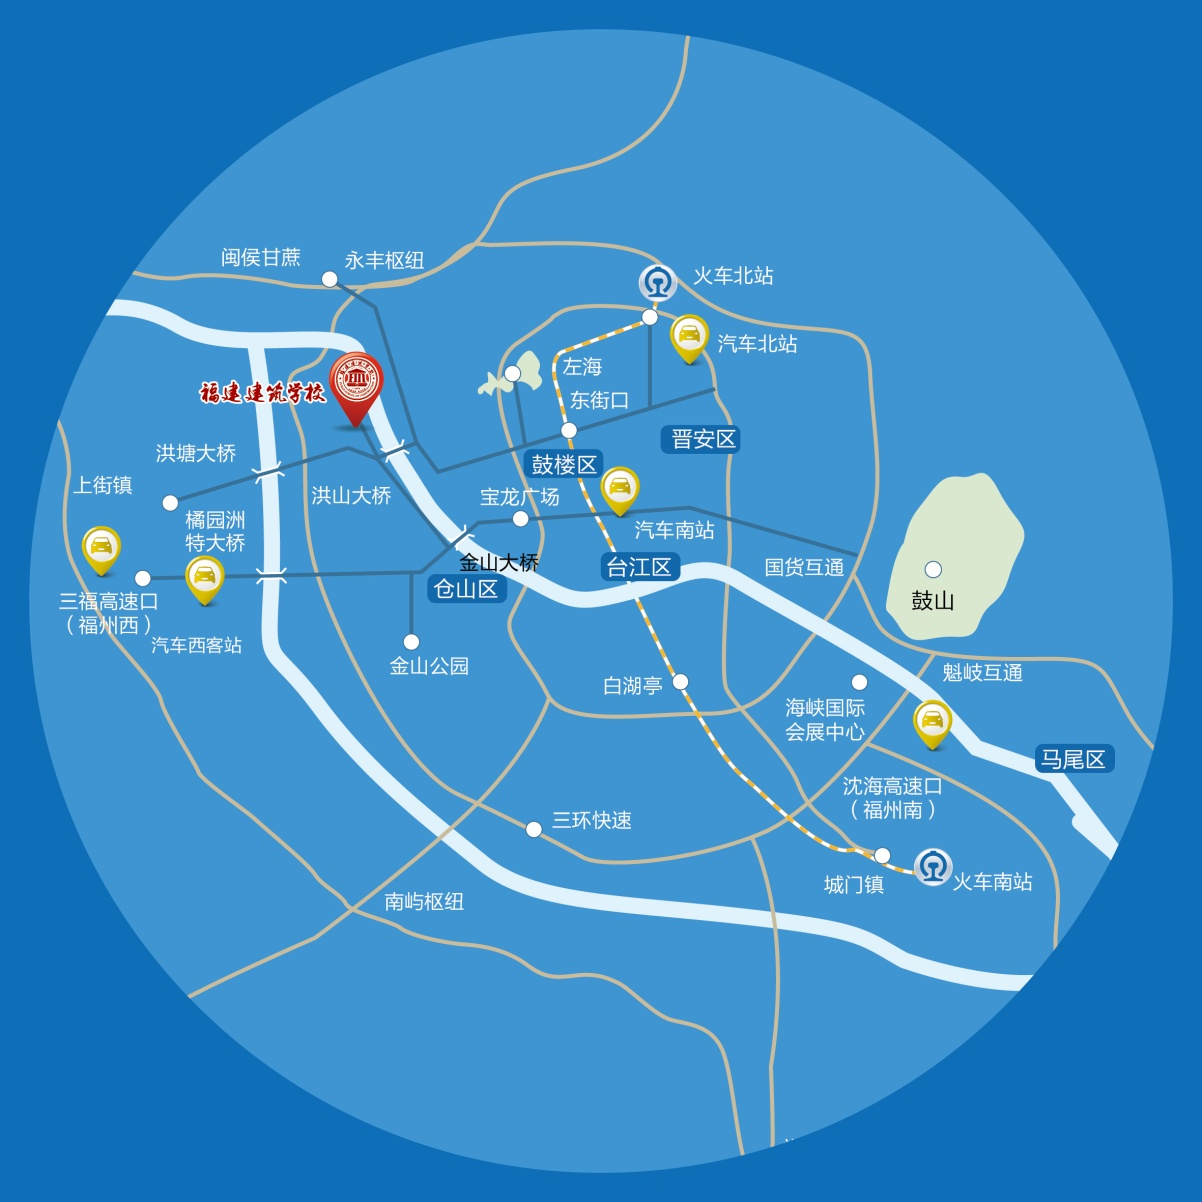 闽侯甘蔗
永丰枢纽
火车北站
汽车北站
左海
福建建筑学校
东街口
晋安区
洪塘大桥
鼓楼区
上街镇
洪山大桥
宝龙广场
橘园洲
特大桥
汽车南站
金山大桥
台江区
国货互通
仓山区
三福高速口
（福州西）
鼓山
汽车西客站
金山公园
魁岐互通
白湖亭
海峡国际
会展中心
马尾区
沈海高速口
（福州南）
三环快速
城门镇
火车南站
南屿枢纽